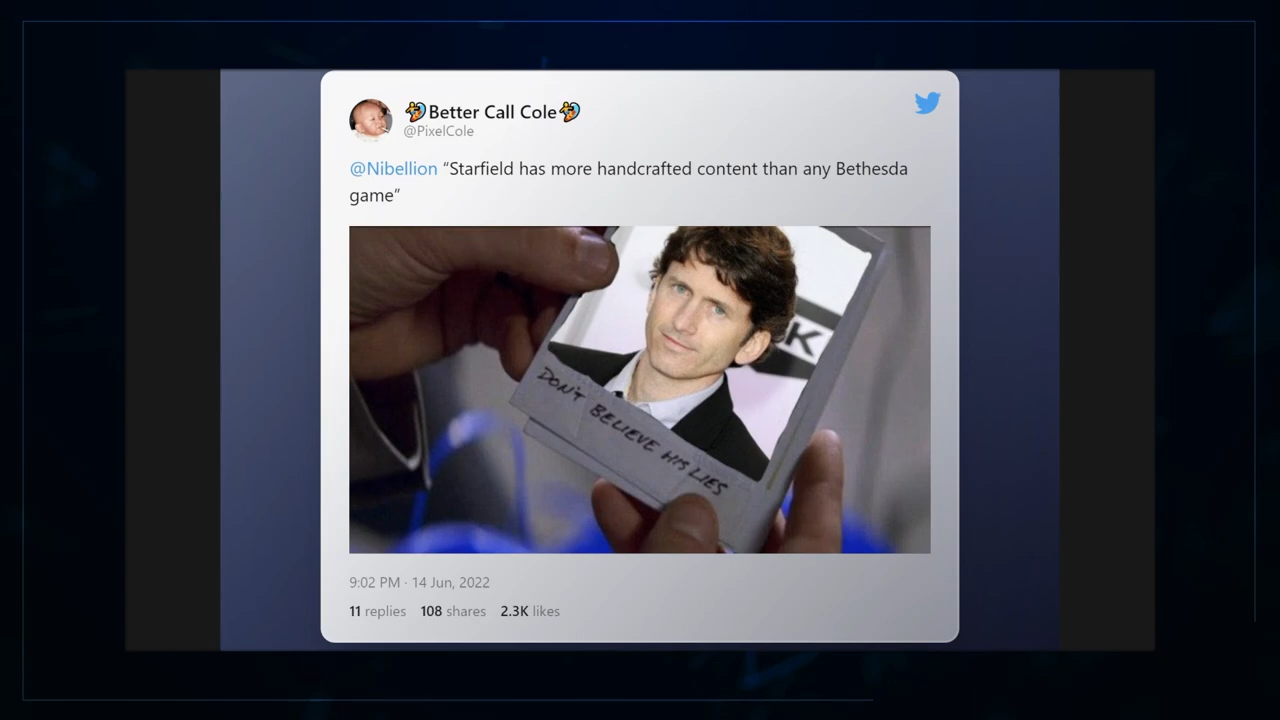 🏄Better Call Cole🏄
@PixelCole
@Nibellion “Starfield has more handcrafted content than any Bethesda
game”
K
DON'T BELIEVE HIS LIES
9:02 PM · 14 Jun, 2022
11 replies 108 shares 2.3K likes